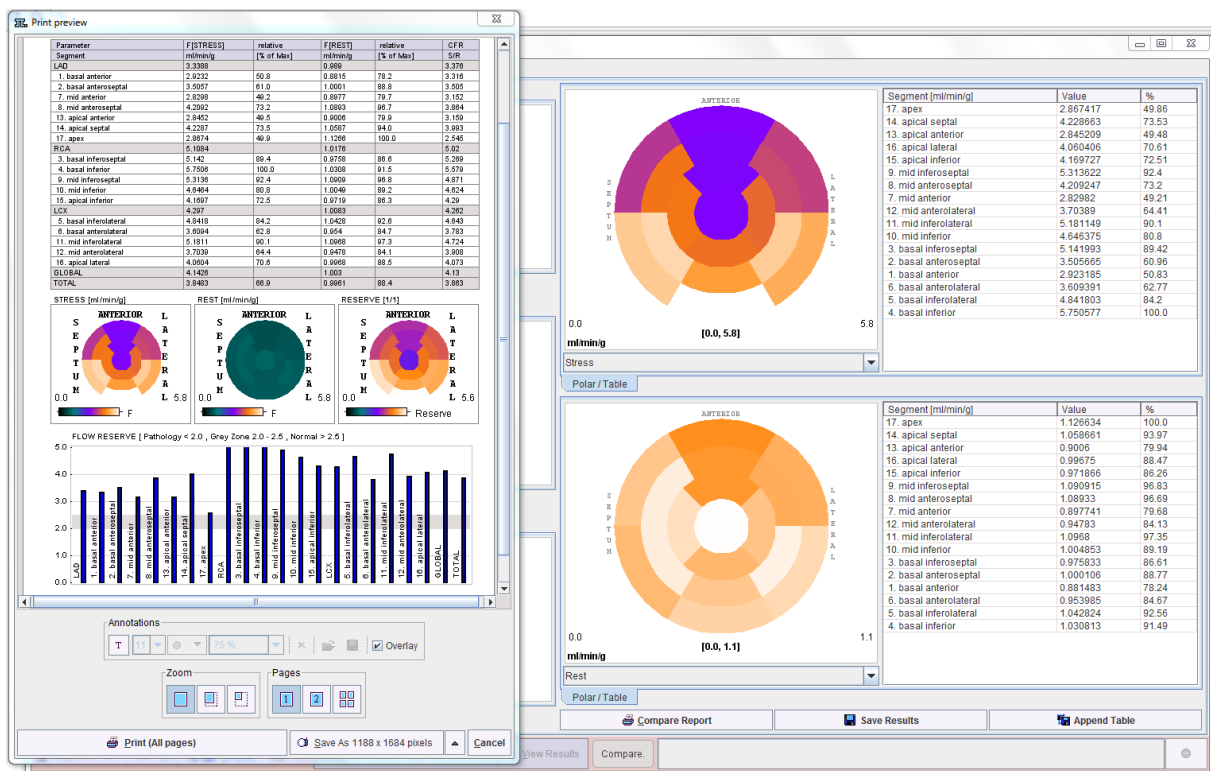 Print preview
Parameter F[STRESS] relative F[REST] relative CFR
Segment ml/min/g [% of Max] ml/min/g [% of Max] S/R
LAD 3.3388 0.989 3.376
1. basal anterior 2.9232 50.8 0.8815 78.2 3.316
2. basal anteroseptal 3.5057 61.0 1.0001 88.8 3.505
7. mid anterior 2.8298 49.2 0.8977 79.7 3.152
8. mid anteroseptal 4.2092 73.2 1.0893 96.7 3.864
13. apical anterior 2.8452 49.5 0.9006 79.9 3.159
14. apical septal 4.2287 73.5 1.0587 94.0 3.993
17. apex 2.8674 49.9 1.1266 100.0 2.545
RCA 5.1084 1.0176 5.02
3. basal inferoseptal 5.142 89.4 0.9758 86.6 5.269
4. basal inferior 5.7506 100.0 1.0308 91.5 5.579
9. mid inferoseptal 5.3136 92.4 1.0909 96.8 4.871
10. mid inferior 4.6464 80.8 1.0049 89.2 4.624
15. apical inferior 4.1697 72.5 0.9719 86.3 4.29
LCX 4.297 1.0083 4.262
5. basal inferolateral 4.8418 84.2 1.0428 92.6 4.643
6. basal anterolateral 3.6094 62.8 0.954 84.7 3.783
11. mid inferolateral 5.1811 90.1 1.0968 97.3 4.724
12. mid anterolateral 3.7039 64.4 0.9478 84.1 3.908
16. apical lateral 4.0604 70.6 0.9968 88.5 4.073
GLOBAL 4.1426 1.003 4.13
TOTAL 3.8483 66.9 0.9961 88.4 3.863
STRESS [ml/min/g] REST [ml/min/g] RESERVE [1/1]
ANTERIOR SEPTUM LATERAL 0.0 5.8 F
ANTERIOR SEPTUM LATERAL 0.0 5.8 F
ANTERIOR SEPTUM LATERAL 0.0 5.6 Reserve
FLOW RESERVE [ Pathology < 2.0 , Grey Zone 2.0 - 2.5 , Normal > 2.5 ]
5.0
4.0
3.0
2.0
1.0
0.0
LAD
1. basal anterior
2. basal anteroseptal
7. mid anterior
8. mid anteroseptal
13. apical anterior
14. apical septal
17. apex
RCA
3. basal inferoseptal
4. basal inferior
9. mid inferoseptal
10. mid inferior
15. apical inferior
LCX
5. basal inferolateral
6. basal anterolateral
11. mid inferolateral
12. mid anterolateral
16. apical lateral
GLOBAL
TOTAL
Annotations
T 11 75 % Overlay
Zoom Pages
1 2
Print (All pages) Save As 1188 x 1684 pixels Cancel
ANTERIOR
SEPTUM
LATERAL
0.0 5.8
[0.0, 5.8]
ml/min/g
Stress
Polar / Table
Segment [ml/min/g] Value %
17. apex 2.867417 49.86
14. apical septal 4.228663 73.53
13. apical anterior 2.845209 49.48
16. apical lateral 4.060406 70.61
15. apical inferior 4.169727 72.51
9. mid inferoseptal 5.313622 92.4
8. mid anteroseptal 4.209247 73.2
7. mid anterior 2.82982 49.21
12. mid anterolateral 3.70389 64.41
11. mid inferolateral 5.181149 90.1
10. mid inferior 4.646375 80.8
3. basal inferoseptal 5.141993 89.42
2. basal anteroseptal 3.505665 60.96
1. basal anterior 2.923185 50.83
6. basal anterolateral 3.609391 62.77
5. basal inferolateral 4.841803 84.2
4. basal inferior 5.750577 100.0
ANTERIOR
SEPTUM
LATERAL
0.0 1.1
[0.0, 1.1]
ml/min/g
Rest
Polar / Table
Segment [ml/min/g] Value %
17. apex 1.126634 100.0
14. apical septal 1.058661 93.97
13. apical anterior 0.9006 79.94
16. apical lateral 0.99675 88.47
15. apical inferior 0.971866 86.26
9. mid inferoseptal 1.090915 96.83
8. mid anteroseptal 1.08933 96.69
7. mid anterior 0.897741 79.68
12. mid anterolateral 0.94783 84.13
11. mid inferolateral 1.0968 97.35
10. mid inferior 1.004853 89.19
3. basal inferoseptal 0.975833 86.61
2. basal anteroseptal 1.000106 88.77
1. basal anterior 0.881483 78.24
6. basal anterolateral 0.953985 84.67
5. basal inferolateral 1.042824 92.56
4. basal inferior 1.030813 91.49
Compare Report Save Results Append Table
View Results Compare